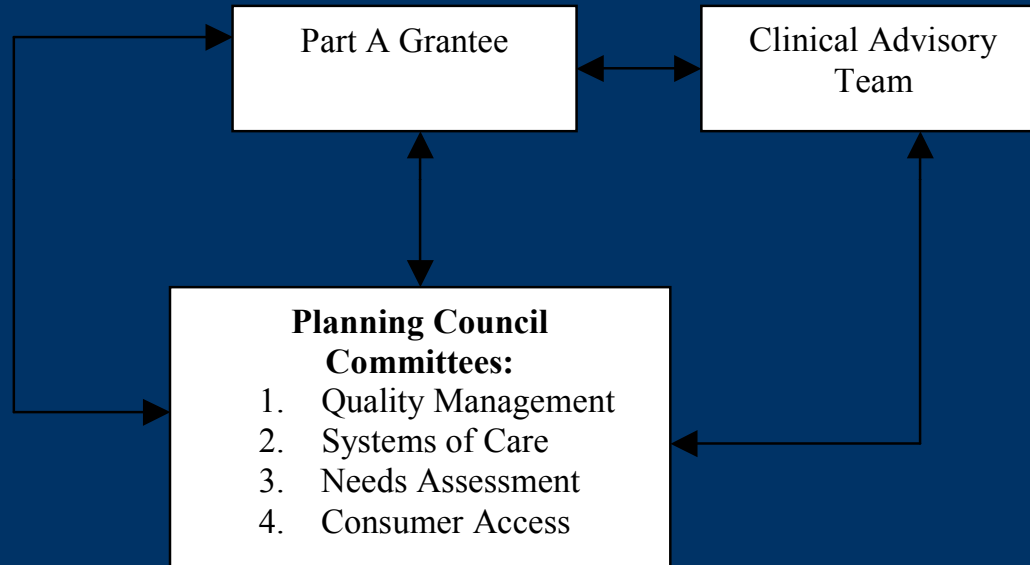 Part A Grantee
Clinical Advisory
Team
Planning Council
Committees:
1. Quality Management
2. Systems of Care
3. Needs Assessment
4. Consumer Access